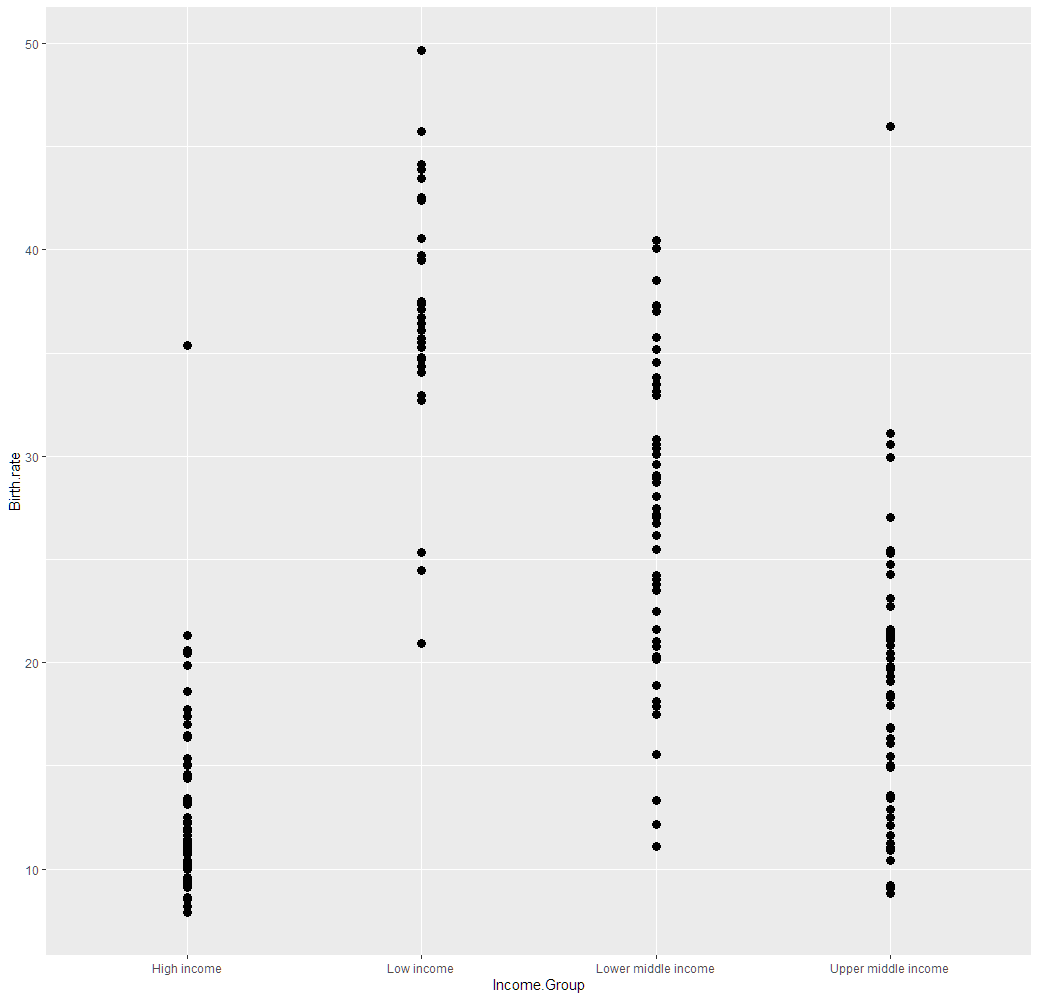 Birth.rate
50
40
30
20
10
High income
Low income
Lower middle income
Upper middle income
Income.Group